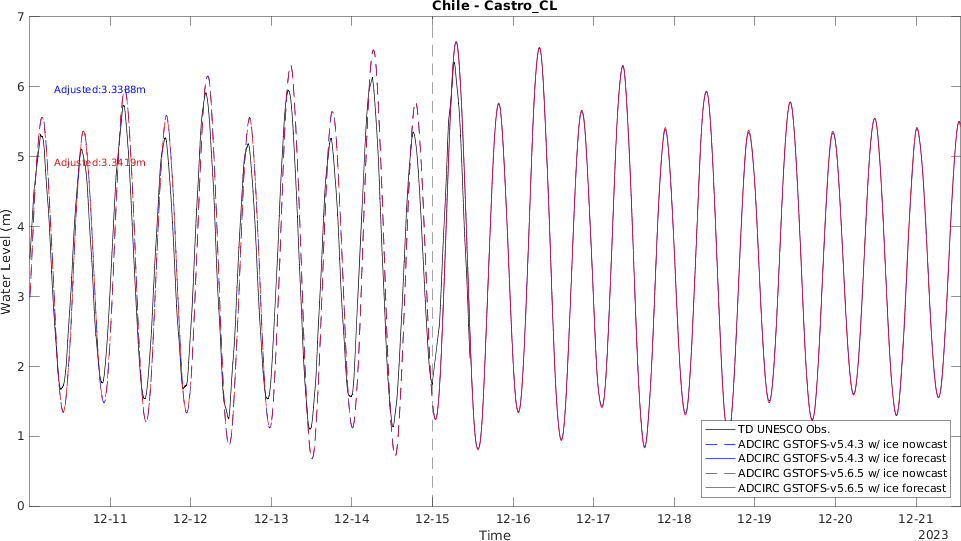 Chile - Castro_CL
7
6
5
4
3
2
1
0
Water Level (m)
Adjusted:3.3388m
Adjusted:3.3419m
TD UNESCO Obs.
ADCIRC GSTOFS-v5.4.3 w/ ice nowcast
ADCIRC GSTOFS-v5.4.3 w/ ice forecast
ADCIRC GSTOFS-v5.6.5 w/ ice nowcast
ADCIRC GSTOFS-v5.6.5 w/ ice forecast
12-11 12-12 12-13 12-14 12-15 12-16 12-17 12-18 12-19 12-20 12-21
Time
2023